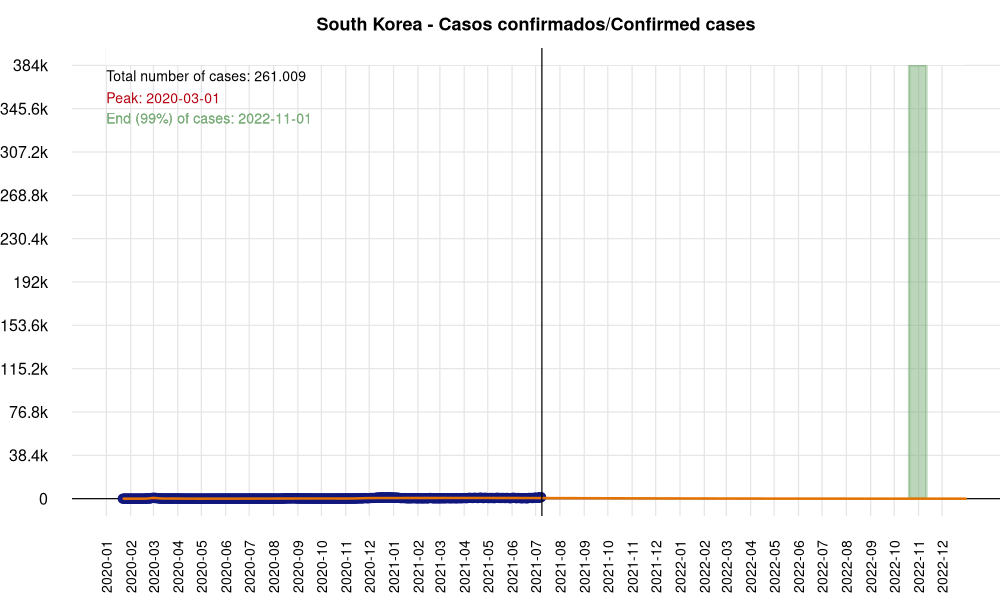 South Korea - Casos confirmados/Confirmed cases
Total number of cases: 261.009
Peak: 2020-03-01
End (99%) of cases: 2022-11-01
384k
345.6k
307.2k
268.8k
230.4k
192k
153.6k
115.2k
76.8k
38.4k
0
2020-01
2020-02
2020-03
2020-04
2020-05
2020-06
2020-07
2020-08
2020-09
2020-10
2020-11
2020-12
2021-01
2021-02
2021-03
2021-04
2021-05
2021-06
2021-07
2021-08
2021-09
2021-10
2021-11
2021-12
2022-01
2022-02
2022-03
2022-04
2022-05
2022-06
2022-07
2022-08
2022-09
2022-10
2022-11
2022-12